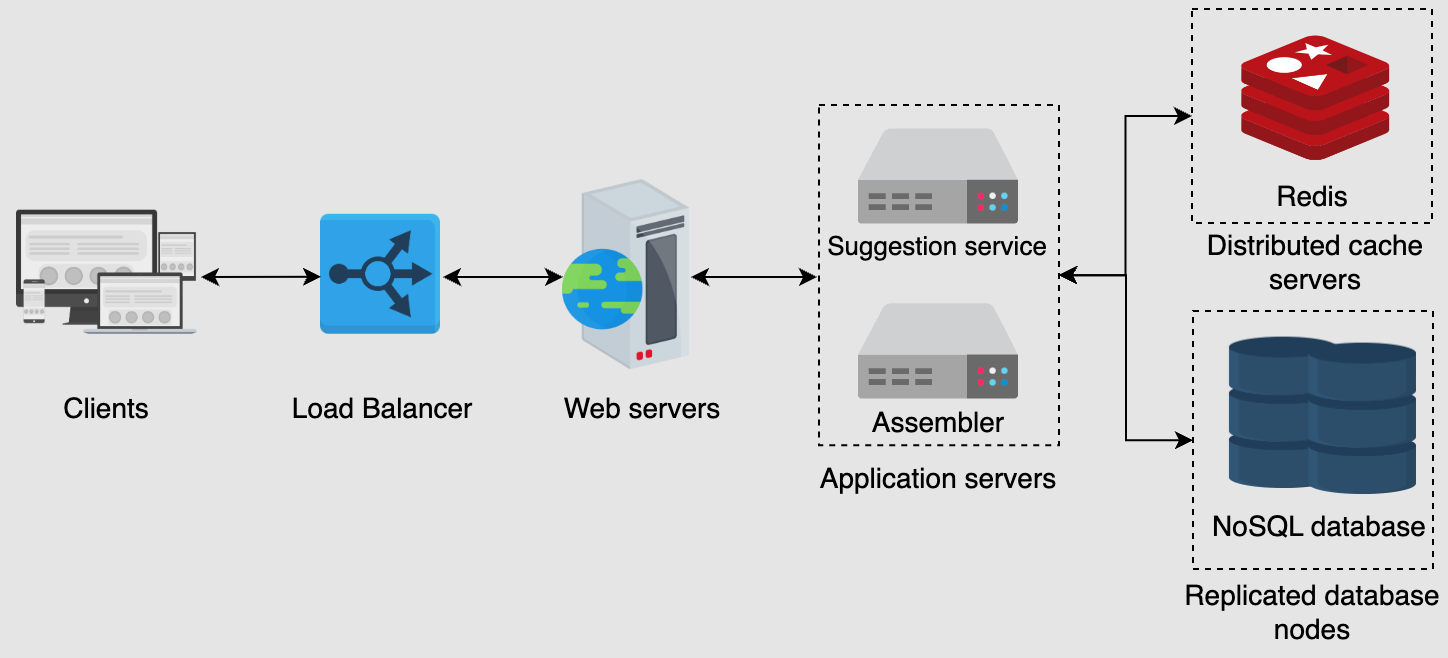 Clients
Load Balancer
Web servers
Suggestion service
Assembler
Application servers
Redis
Distributed cache
servers
NoSQL database
Replicated database
nodes